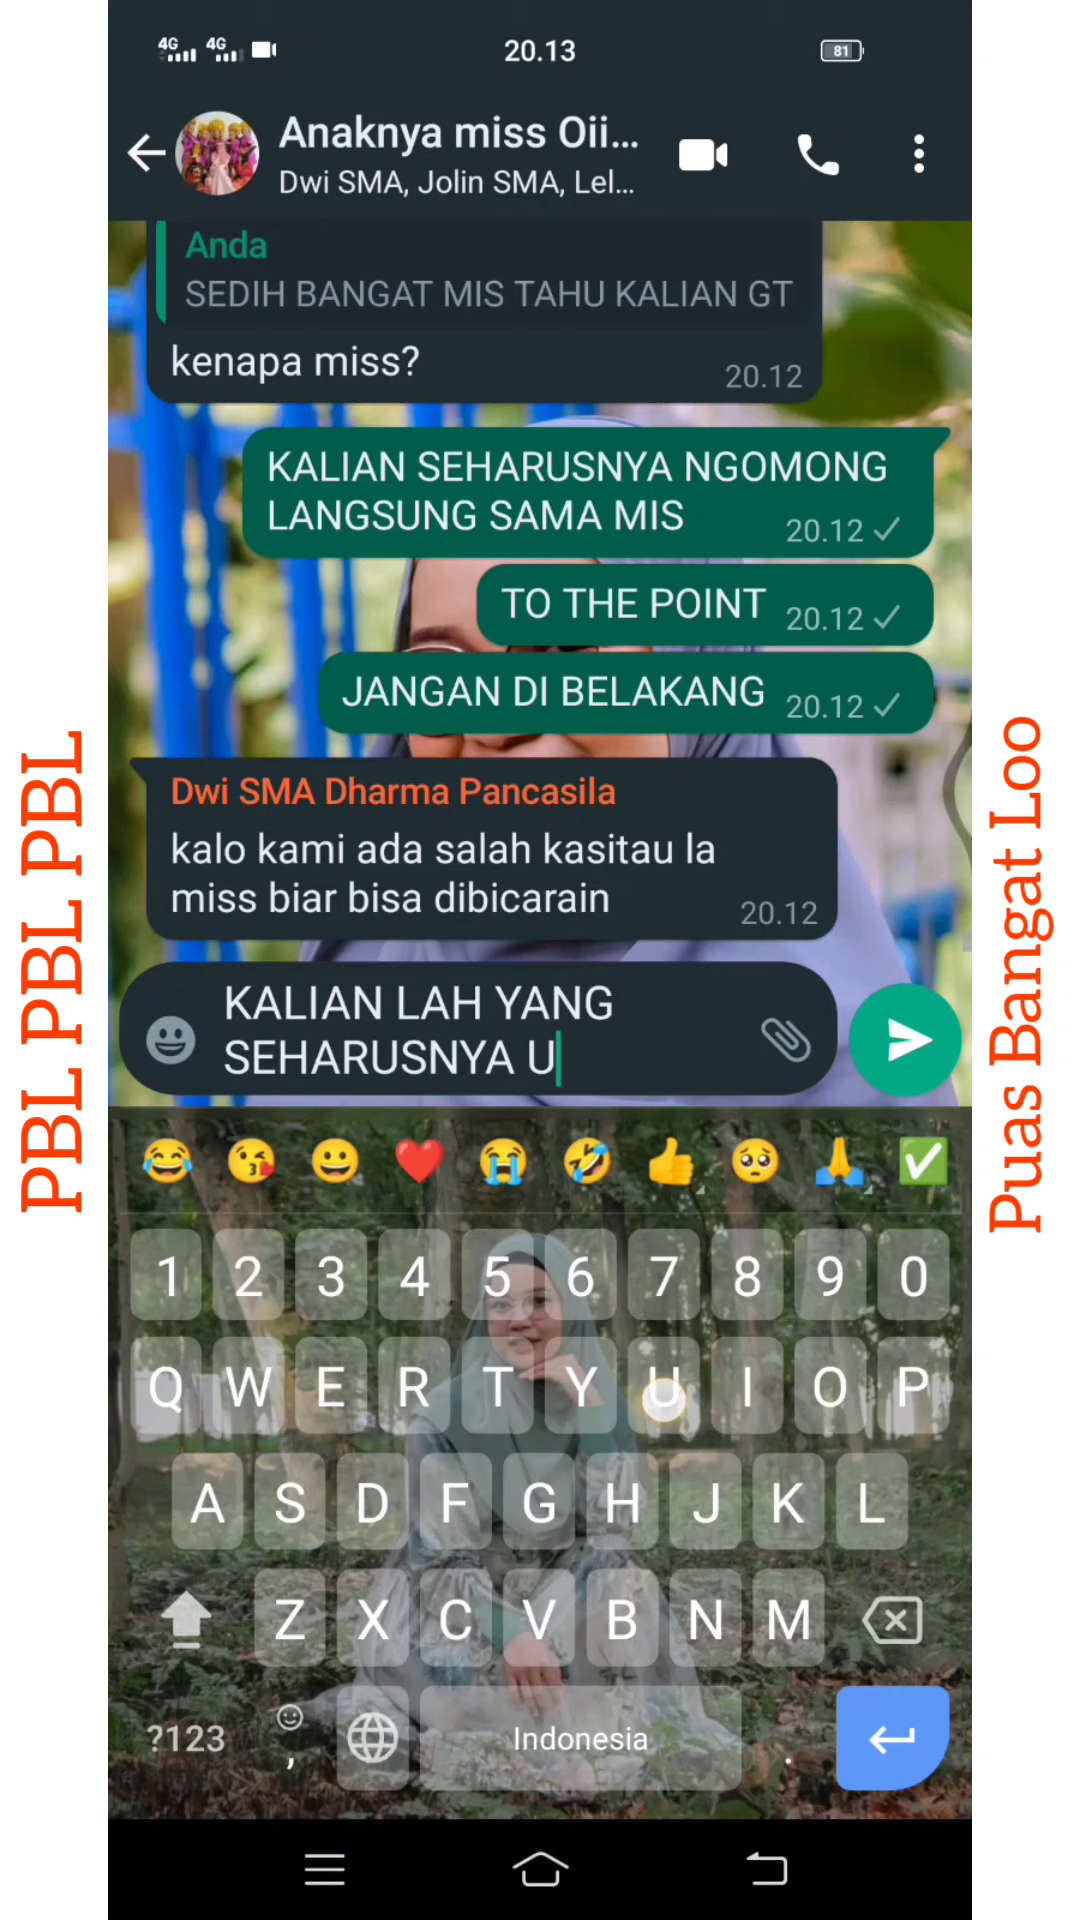 4G 4G 20.13 81
Anaknya miss Oii...
Dwi SMA, Jolin SMA, Lel...
Anda
SEDIH BANGAT MIS TAHU KALIAN GT
kenapa miss?
20.12
KALIAN SEHARUSNYA NGOMONG
LANGSUNG SAMA MIS 20.12
TO THE POINT 20.12
JANGAN DI BELAKANG 20.12
Dwi SMA Dharma Pancasila
kalo kami ada salah kasitau la
miss biar bisa dibicarain
20.12
KALIAN LAH YANG
SEHARUSNYA U
PBL PBL PBL
Puas Bangat Loo
1 2 3 4 5 6 7 8 9 0
Q W E R T Y U I O P
A S D F G H J K L
Z X C V B N M
?123 , Indonesia .